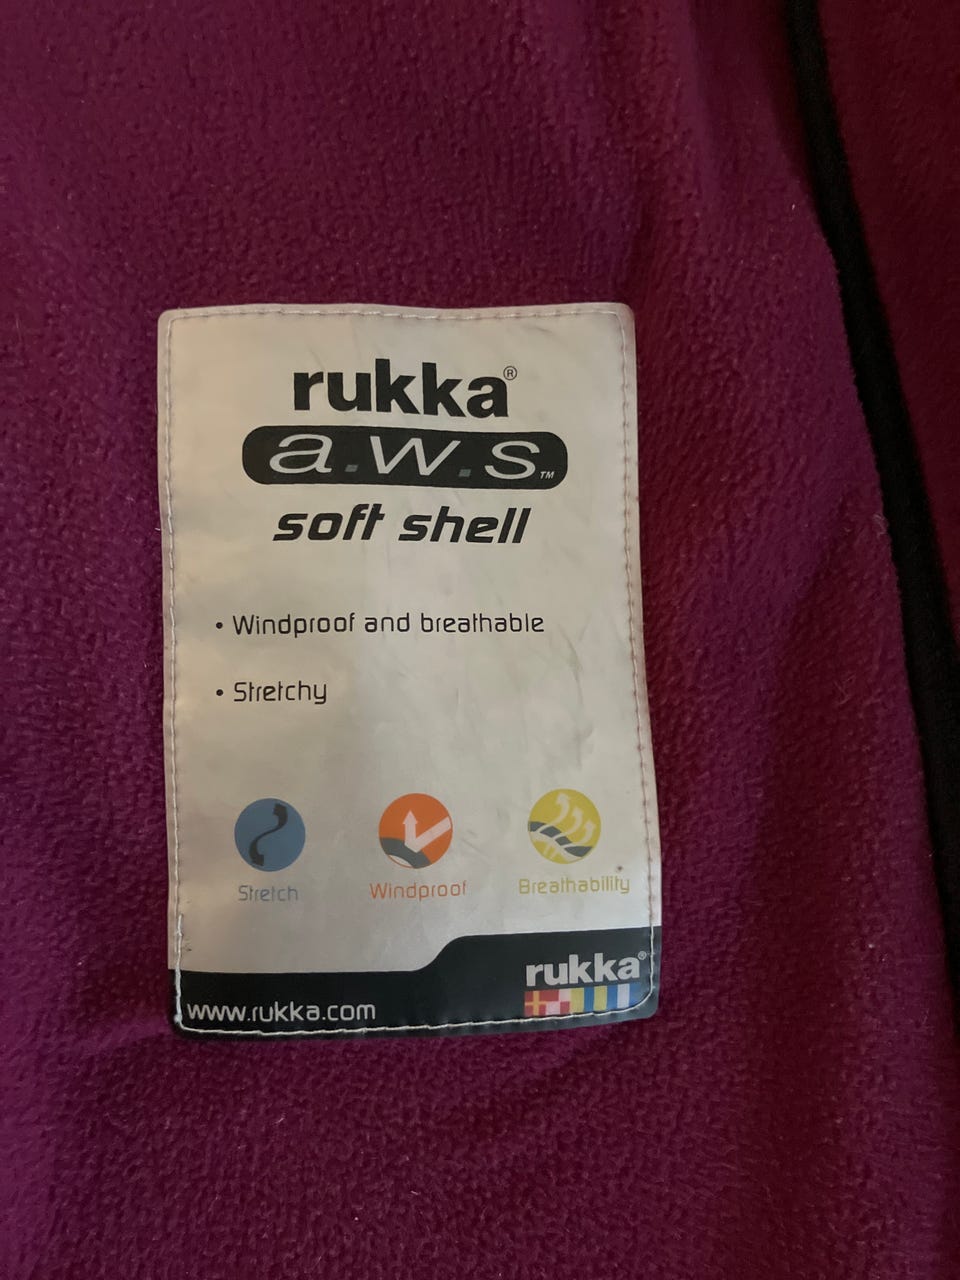 rukka®
a.w.s™
soft shell
• Windproof and breathable
• Stretchy
Stretch Windproof Breathability
rukka®
www.rukka.com